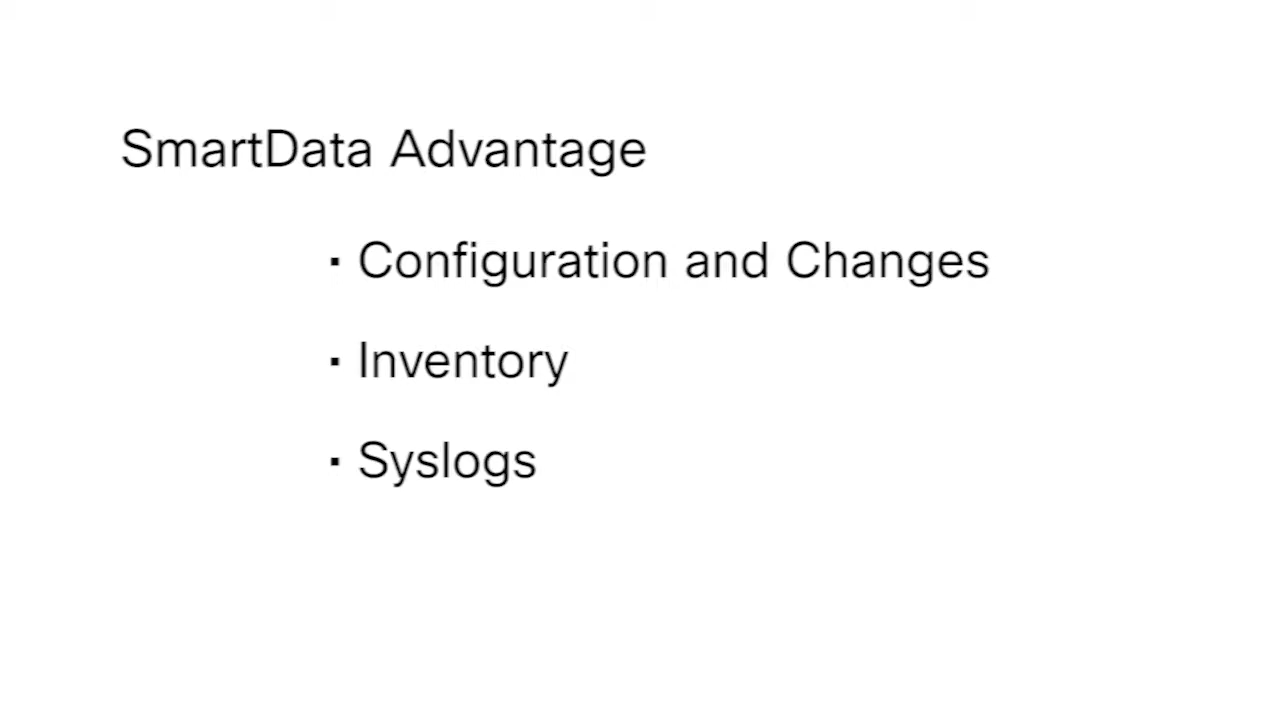 SmartData Advantage
· Configuration and Changes
· Inventory
· Syslogs